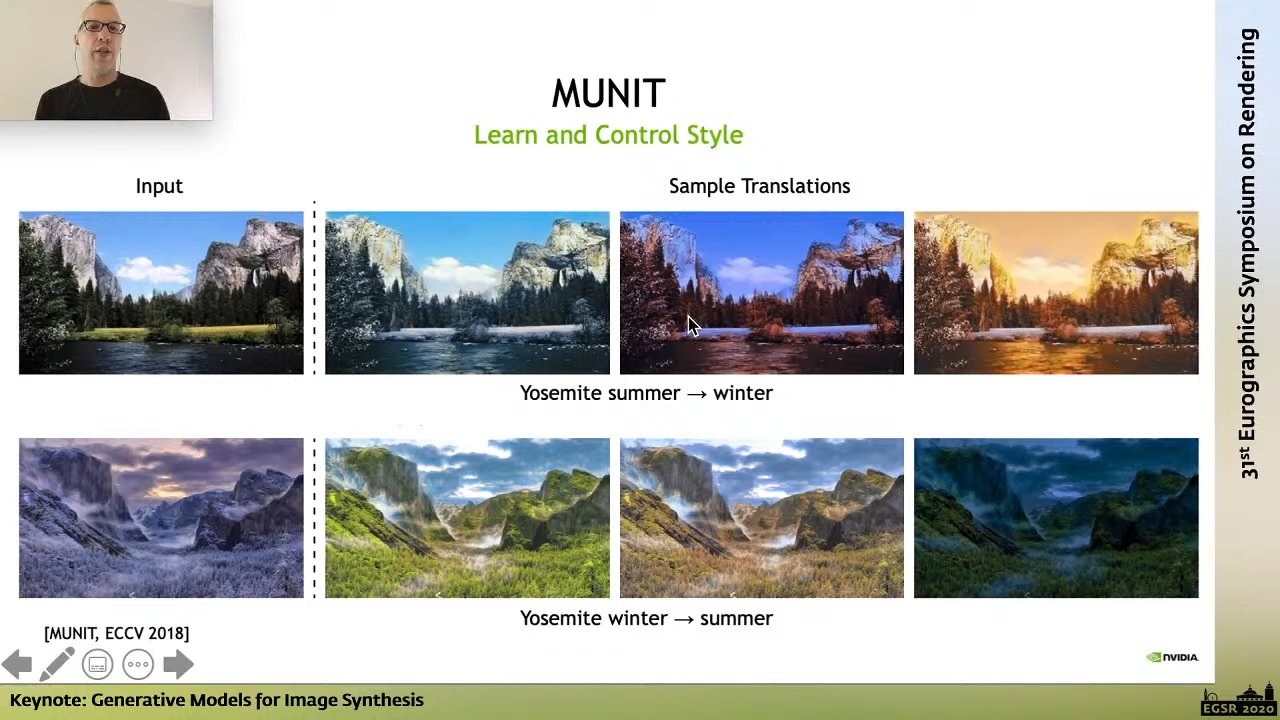 MUNIT
Learn and Control Style
Input
Sample Translations
Yosemite summer → winter
Yosemite winter → summer
[MUNIT, ECCV 2018]
NVIDIA.
Keynote: Generative Models for Image Synthesis
31st Eurographics Symposium on Rendering
EGSR 2020